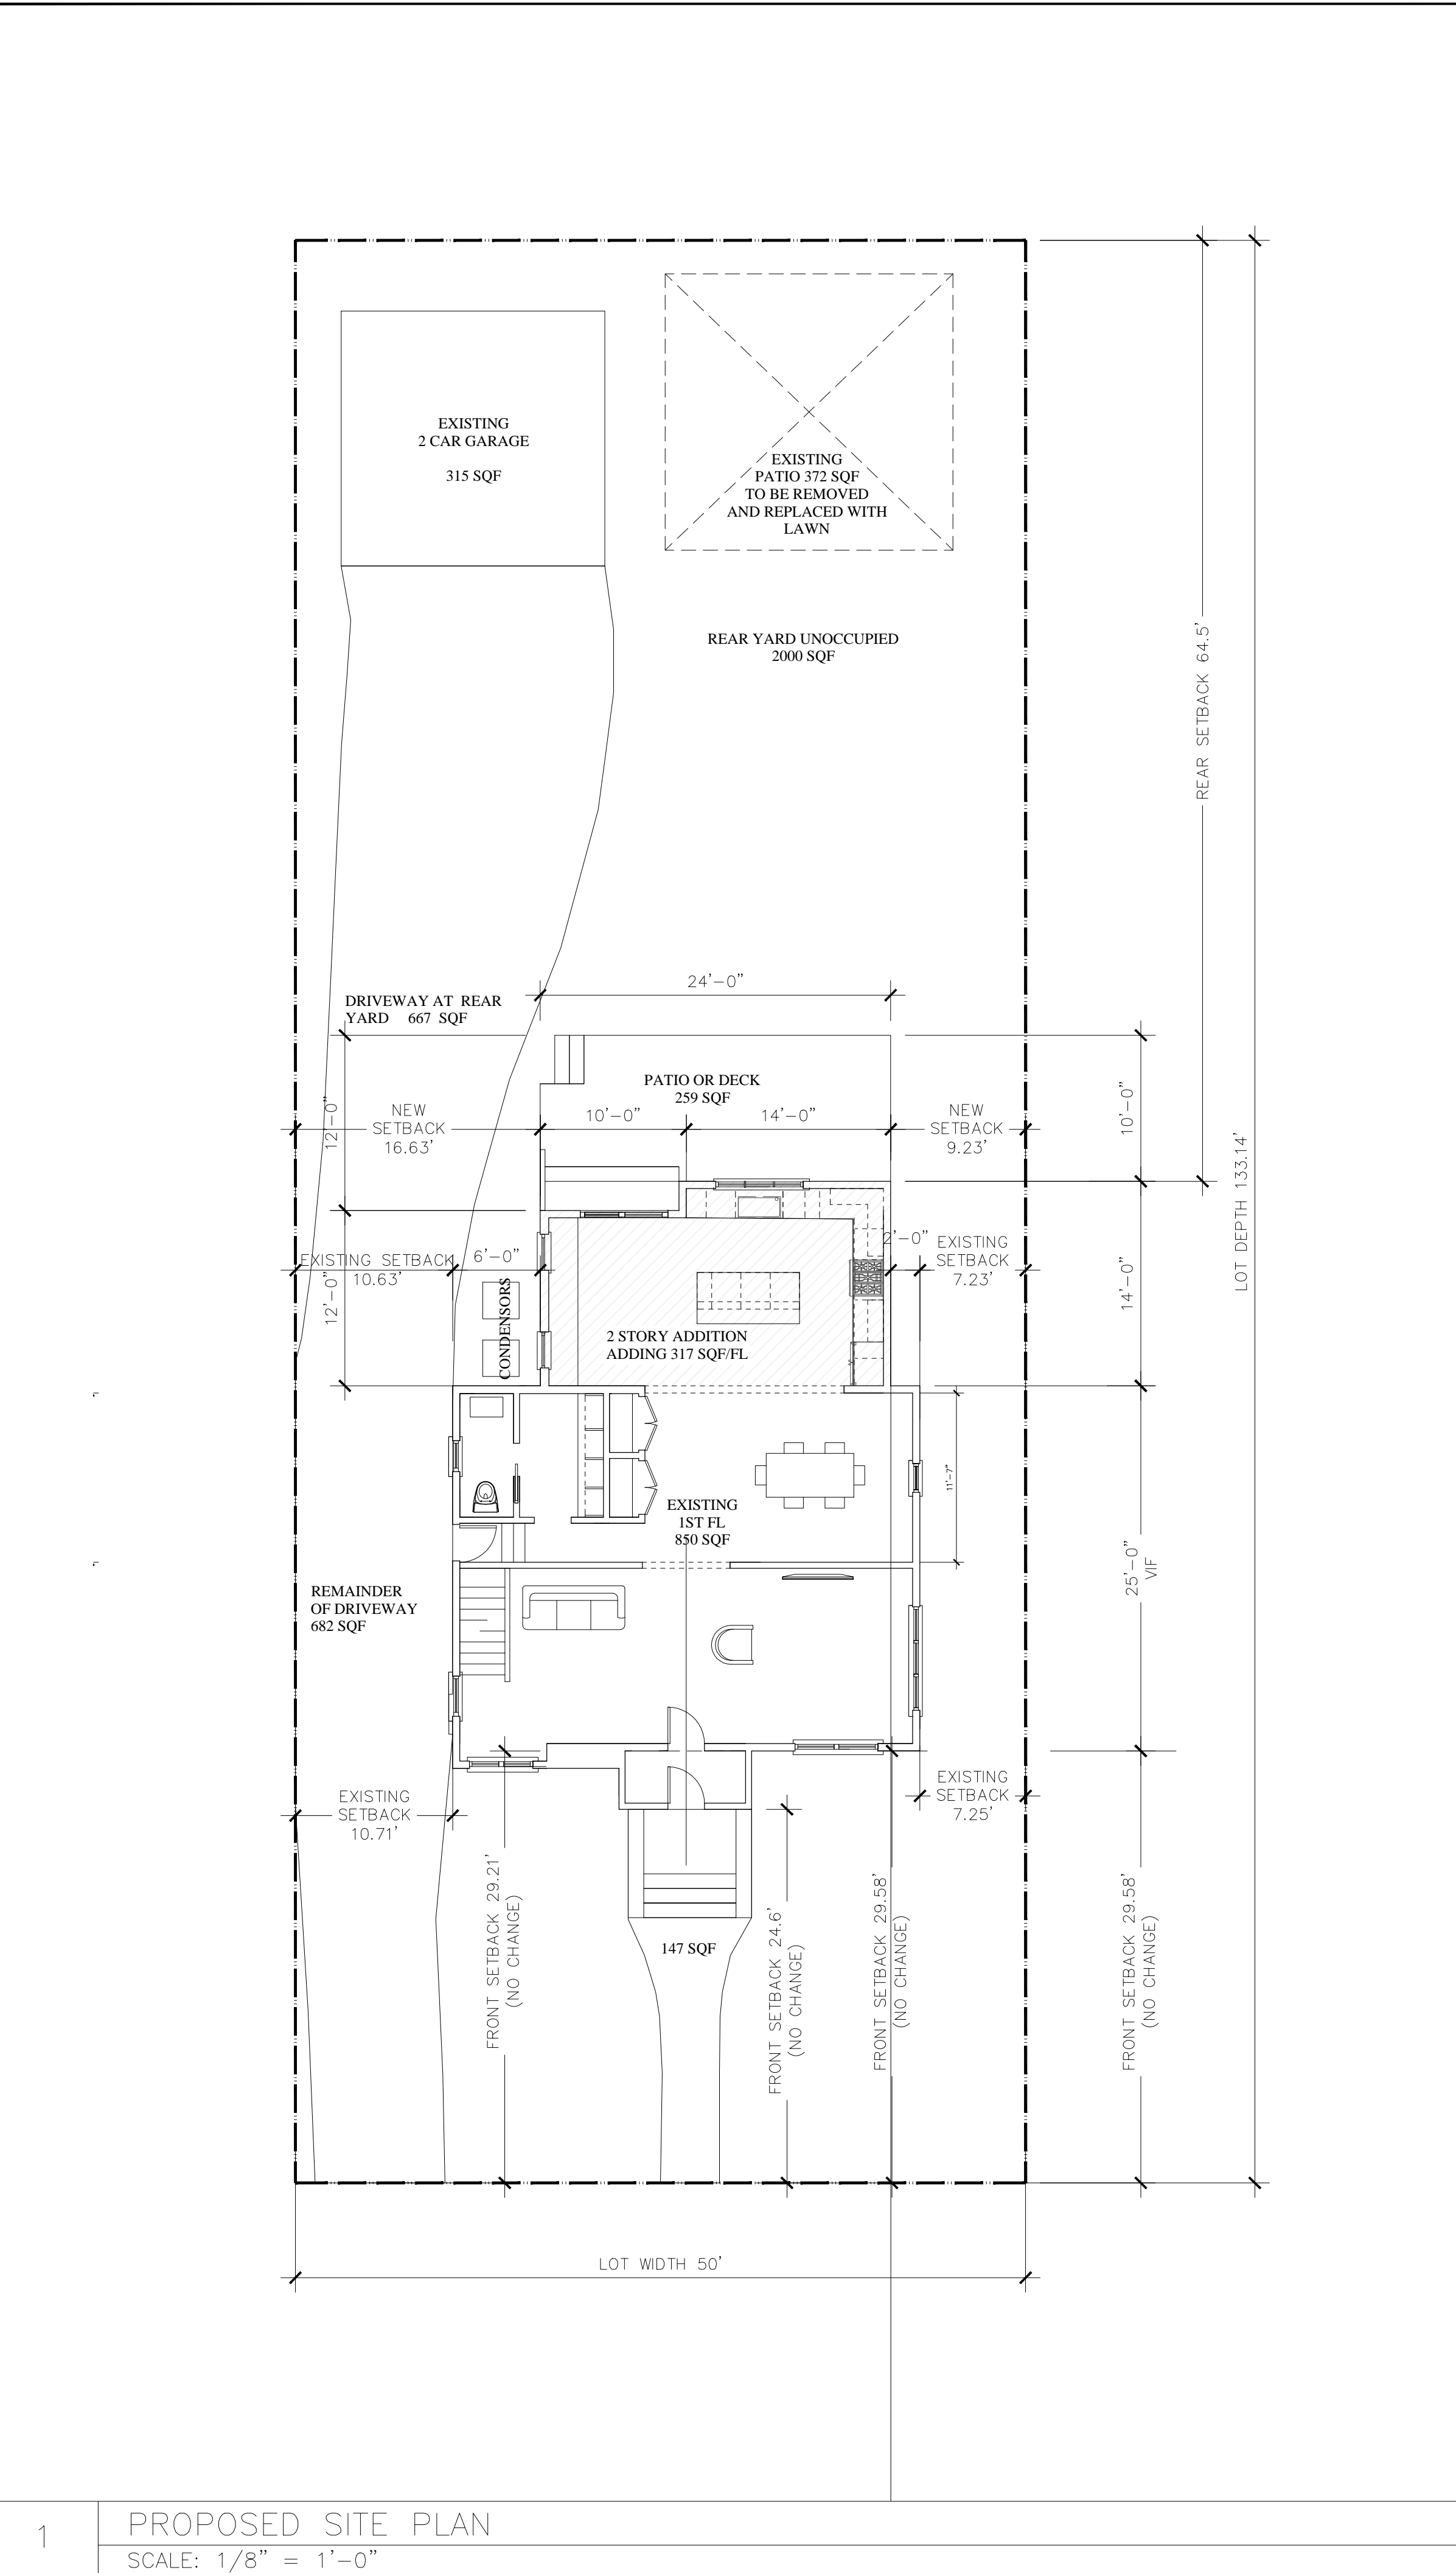 EXISTING
2 CAR GARAGE
315 SQF
EXISTING
PATIO 372 SQF
TO BE REMOVED
AND REPLACED WITH
LAWN
REAR YARD UNOCCUPIED
2000 SQF
REAR SETBACK 64.5'
LOT DEPTH 133.14'
24'-0"
DRIVEWAY AT REAR
YARD 667 SQF
PATIO OR DECK
259 SQF
12'-0"
NEW
SETBACK
16.63'
10'-0"
14'-0"
NEW
SETBACK
9.23'
10'-0"
EXISTING SETBACK
10.63'
6'-0"
2'-0"
EXISTING
SETBACK
7.23'
12'-0"
14'-0"
CONDENSORS
2 STORY ADDITION
ADDING 317 SQF/FL
11'-7"
EXISTING
1ST FL
850 SQF
25'-0"
VIF
REMAINDER
OF DRIVEWAY
682 SQF
EXISTING
SETBACK
10.71'
EXISTING
SETBACK
7.25'
FRONT SETBACK 29.21'
(NO CHANGE)
147 SQF
FRONT SETBACK 24.6'
(NO CHANGE)
FRONT SETBACK 29.58'
(NO CHANGE)
FRONT SETBACK 29.58'
(NO CHANGE)
LOT WIDTH 50'
1
PROPOSED SITE PLAN
SCALE: 1/8" = 1'-0"